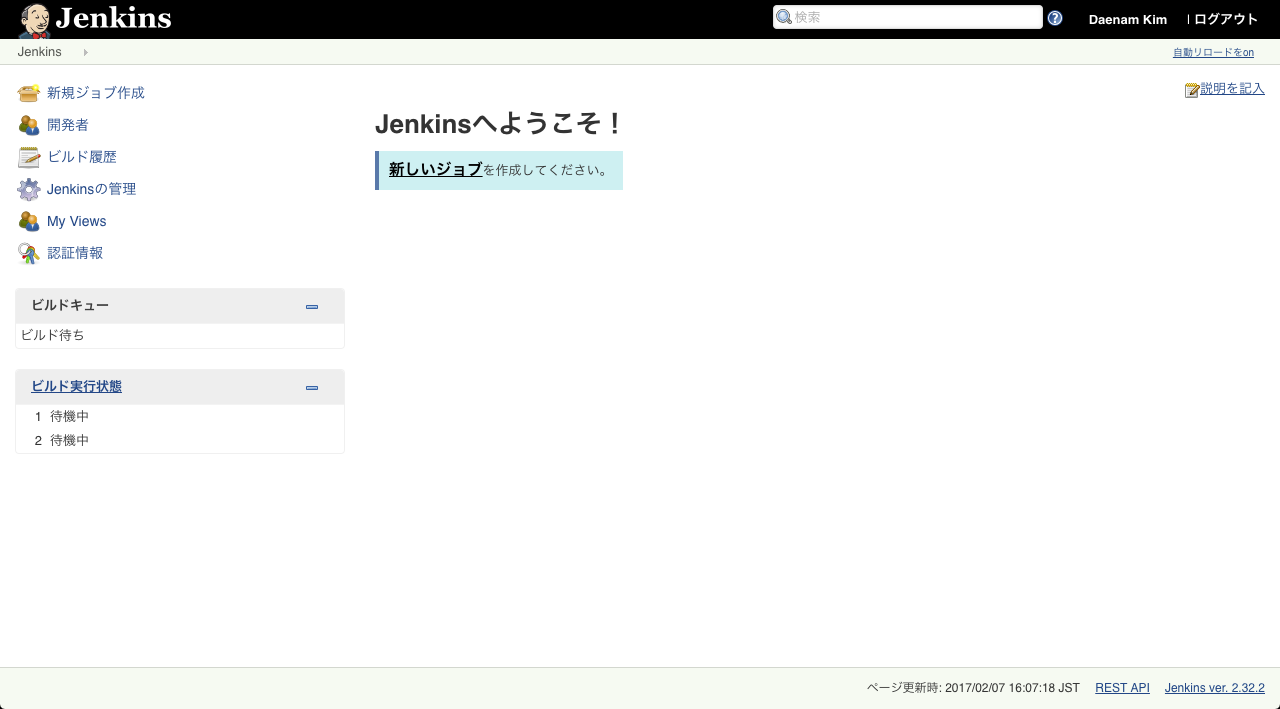 Jenkins
検索
Daenam Kim
| ログアウト
Jenkins
自動リロードをon
新規ジョブ作成
開発者
ビルド履歴
Jenkinsの管理
My Views
認証情報
ビルドキュー
ビルド待ち
ビルド実行状態
1 待機中
2 待機中
説明を記入
Jenkinsへようこそ！
新しいジョブを作成してください。
ページ更新時: 2017/02/07 16:07:18 JST REST API Jenkins ver. 2.32.2